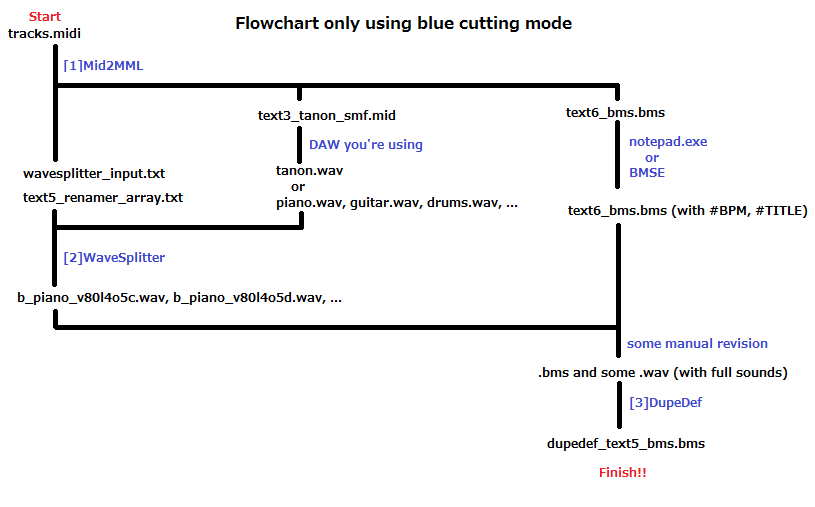 Start
Flowchart only using blue cutting mode
tracks.midi
[1]Mid2MML
text3_tanon_smf.mid
text6_bms.bms
DAW you're using
notepad.exe
or
BMSE
wavesplitter_input.txt
text5_renamer_array.txt
tanon.wav
or
piano.wav, guitar.wav, drums.wav, ...
text6_bms.bms (with #BPM, #TITLE)
[2]WaveSplitter
b_piano_v80l4o5c.wav, b_piano_v80l4o5d.wav, ...
some manual revision
.bms and some .wav (with full sounds)
[3]DupeDef
dupedef_text5_bms.bms
Finish!!